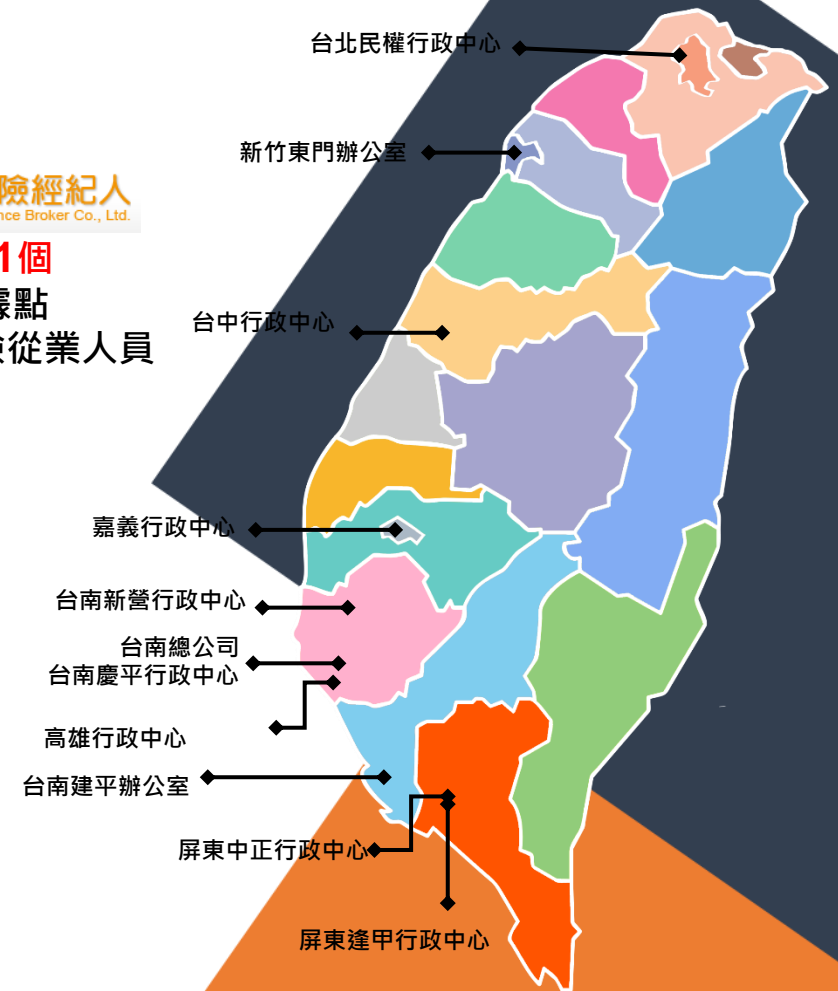 台北民權行政中心
新竹東門辦公室
險經紀人
nce Broker Co., Ltd.
1個
據點
險從業人員
台中行政中心
嘉義行政中心
台南新營行政中心
台南總公司
台南慶平行政中心
高雄行政中心
台南建平辦公室
屏東中正行政中心
屏東逢甲行政中心